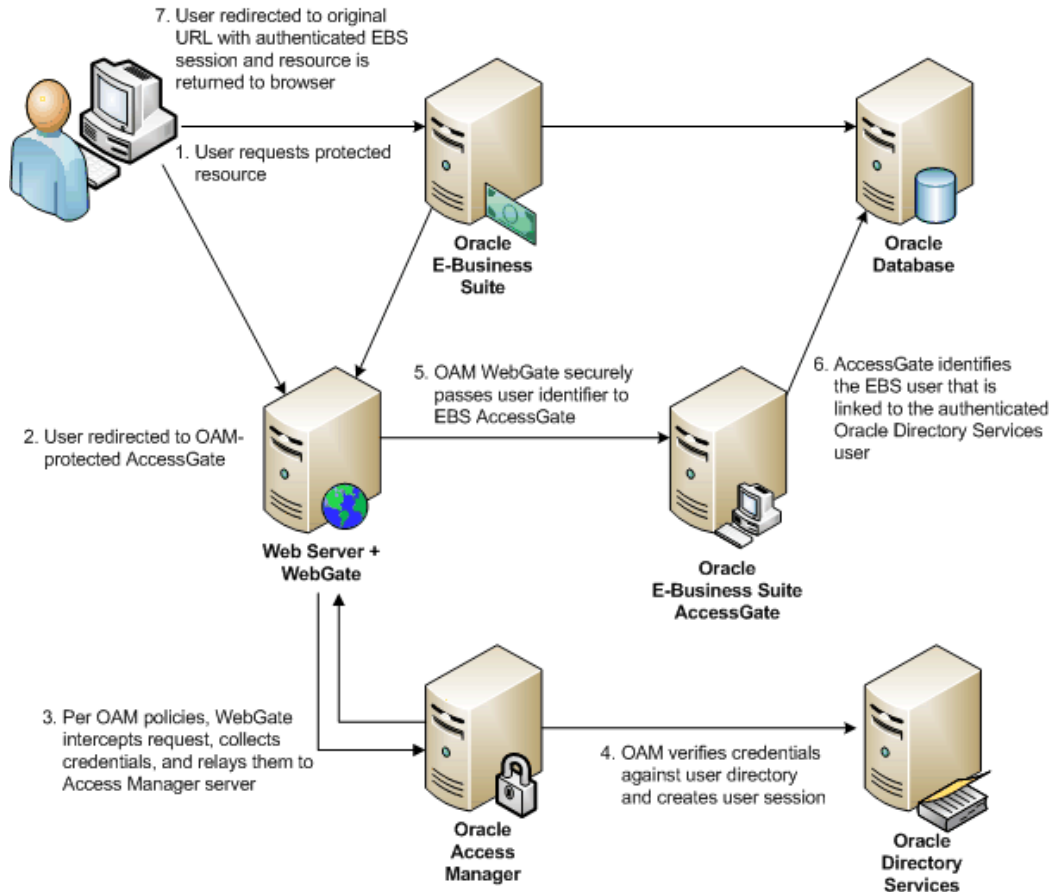 7. User redirected to original
URL with authenticated EBS
session and resource is
returned to browser
1. User requests protected
resource
Oracle
E-Business
Suite
Oracle
Database
2. User redirected to OAM-
protected AccessGate
5. OAM WebGate securely
passes user identifier to
EBS AccessGate
6. AccessGate identifies
the EBS user that is
linked to the authenticated
Oracle Directory Services
user
Web Server +
WebGate
Oracle
E-Business Suite
AccessGate
3. Per OAM policies, WebGate
intercepts request, collects
credentials, and relays them to
Access Manager server
4. OAM verifies credentials
against user directory
and creates user session
Oracle
Access
Manager
Oracle
Directory
Services